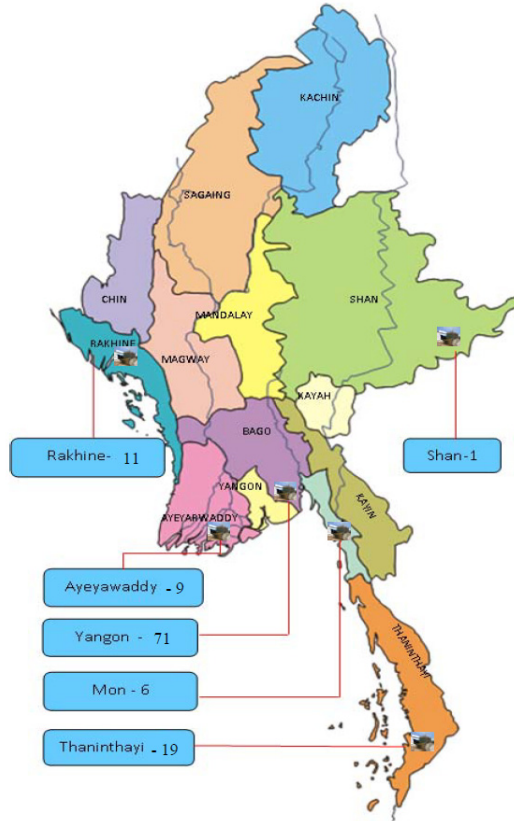 KACHIN
SAGAING
CHIN
SHAN
MANDALAY
RAKHINE
MAGWAY
KAYAH
BAGO
Rakhine- 11
Shan-1
YANGON
KAYIN
AYEYARWADDY
Ayeyawaddy - 9
Yangon - 71
THANINTHAYI
Mon - 6
Thaninthayi - 19